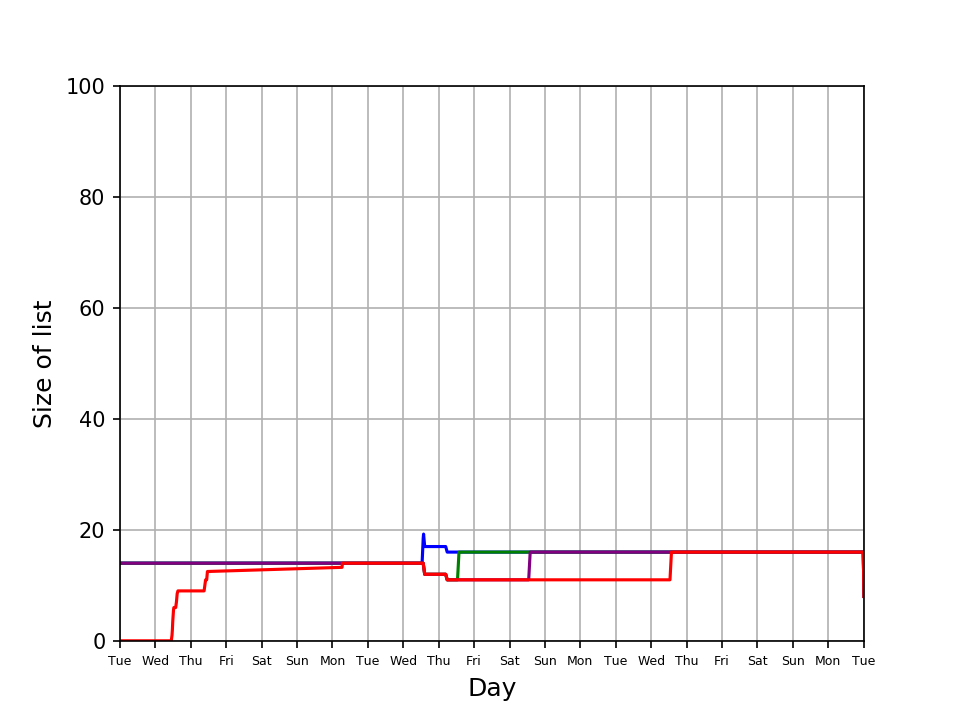 100
80
60
40
20
0
Size of list
Tue Wed Thu Fri Sat Sun Mon Tue Wed Thu Fri Sat Sun Mon Tue Wed Thu Fri Sat Sun Mon Tue
Day